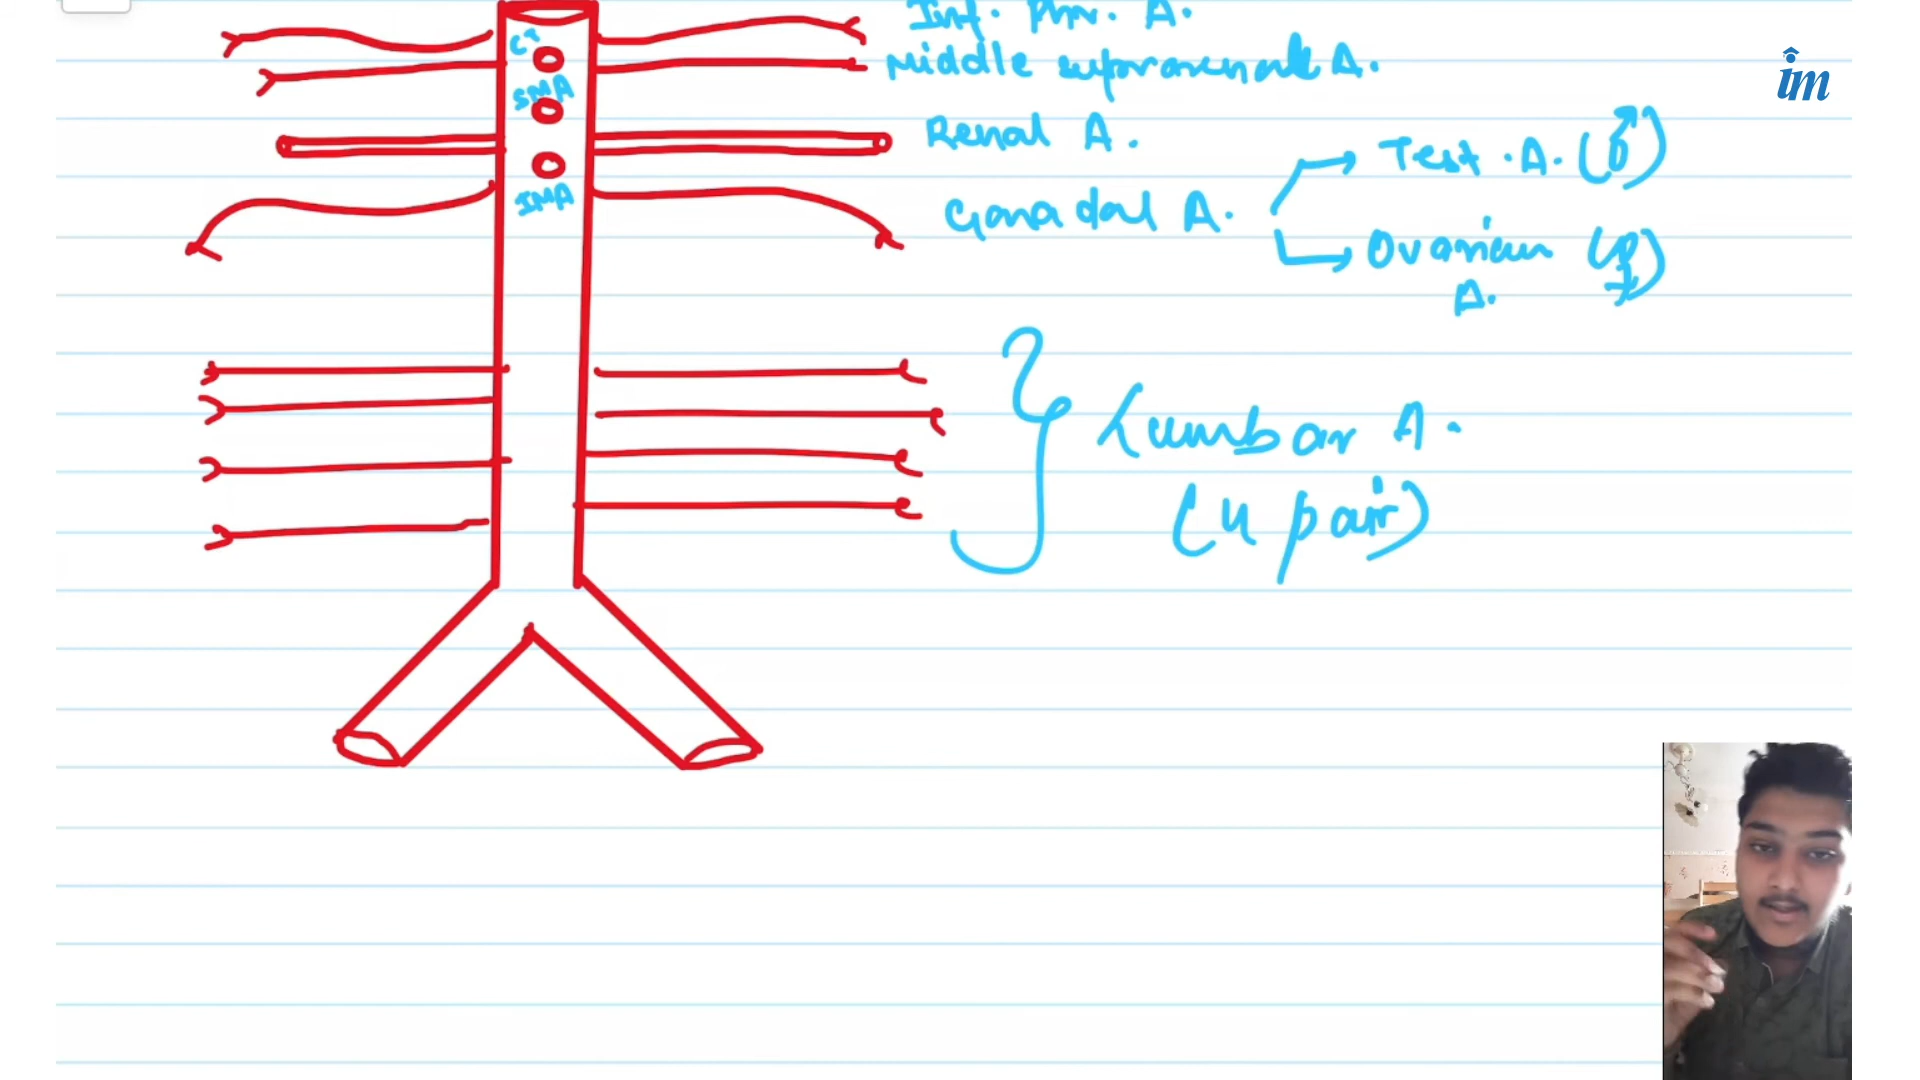 Inf. Phr. A.
CT
Middle suprarenal A.
SMA
Renal A.
Test. A. (♂)
IMA
Gonadal A.
Ovarian (♀)
A.
Lumbar A.
(4 pair)
im